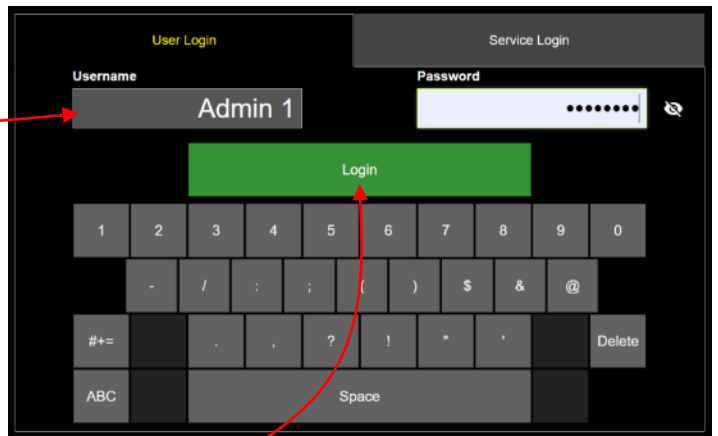 User Login Service Login
Username Password
Admin 1 ••••••••
Login
1 2 3 4 5 6 7 8 9 0
- / : ; ( ) $ & @
#+= . , ? ! " ' Delete
ABC Space